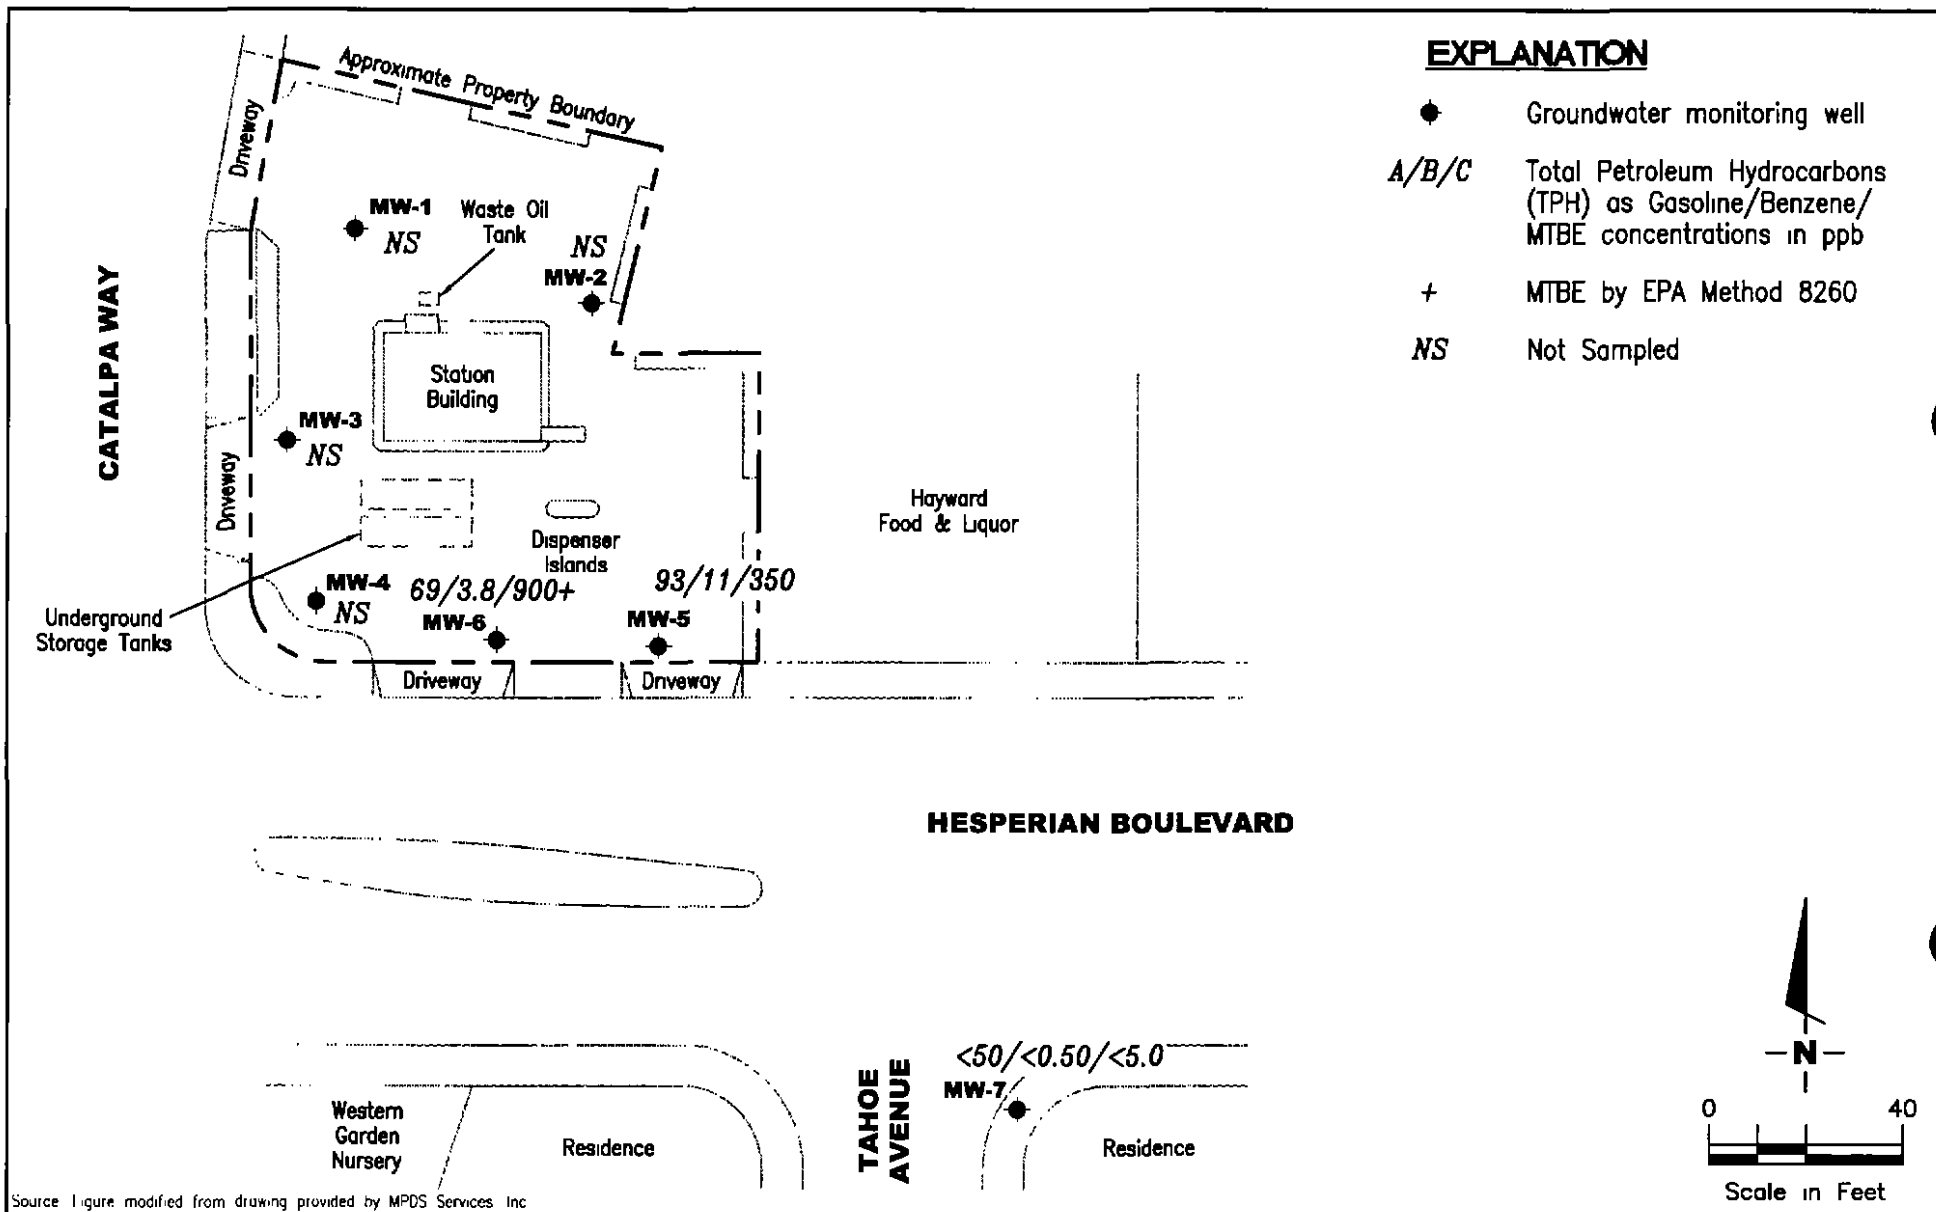 EXPLANATION
Groundwater monitoring well
A/B/C Total Petroleum Hydrocarbons
(TPH) as Gasoline/Benzene/
MTBE concentrations in ppb
+ MTBE by EPA Method 8260
NS Not Sampled
Approximate Property Boundary
Driveway
MW-1
NS
Waste Oil
Tank
NS
MW-2
CATALPA WAY
Station
Building
MW-3
NS
Driveway
Hayward
Food & Liquor
Dispenser
Islands
MW-4
NS
69/3.8/900+
MW-6
93/11/350
MW-5
Underground
Storage Tanks
Driveway
Driveway
HESPERIAN BOULEVARD
<50/<0.50/<5.0
MW-7
TAHOE
AVENUE
Western
Garden
Nursery
Residence
Residence
N
0 40
Scale in Feet
Source Figure modified from drawing provided by MPDS Services Inc